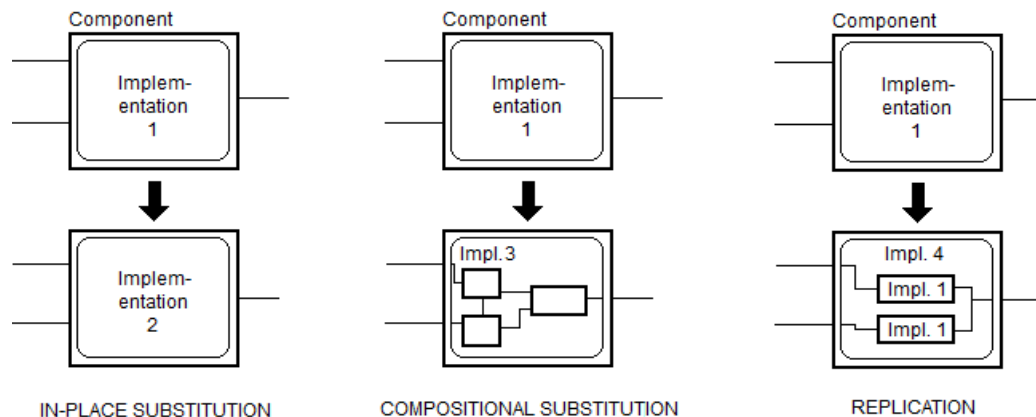 Component
Implem-
entation
1
Implem-
entation
2
IN-PLACE SUBSTITUTION
Component
Implem-
entation
1
Impl.3
COMPOSITIONAL SUBSTITUTION
Component
Implem-
entation
1
Impl. 4
Impl. 1
Impl. 1
REPLICATION